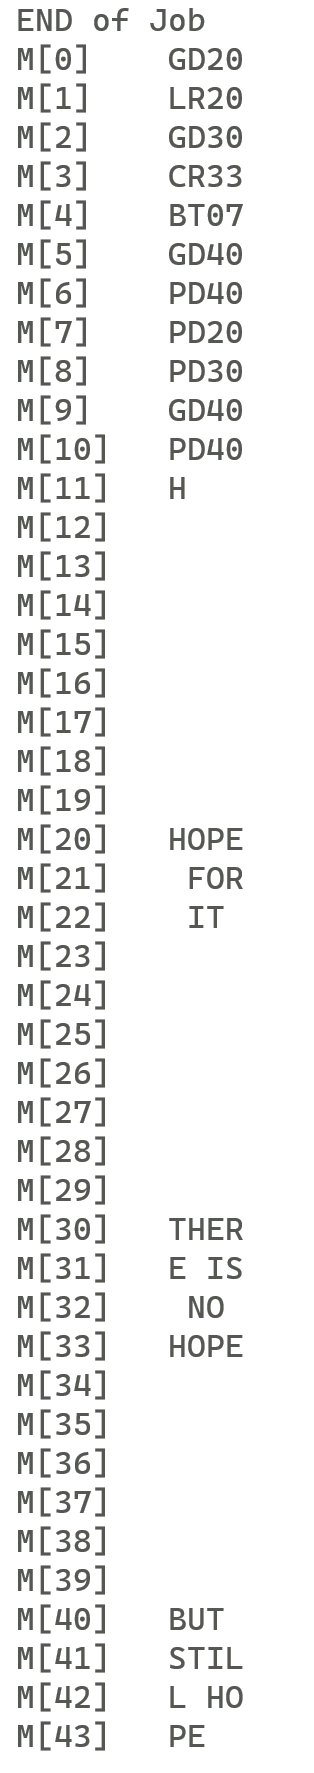 END of Job
M[0]    GD20
M[1]    LR20
M[2]    GD30
M[3]    CR33
M[4]    BT07
M[5]    GD40
M[6]    PD40
M[7]    PD20
M[8]    PD30
M[9]    GD40
M[10]   PD40
M[11]   H
M[12]
M[13]
M[14]
M[15]
M[16]
M[17]
M[18]
M[19]
M[20]   HOPE
M[21]    FOR
M[22]    IT
M[23]
M[24]
M[25]
M[26]
M[27]
M[28]
M[29]
M[30]   THER
M[31]   E IS
M[32]    NO
M[33]   HOPE
M[34]
M[35]
M[36]
M[37]
M[38]
M[39]
M[40]   BUT
M[41]   STIL
M[42]   L HO
M[43]   PE